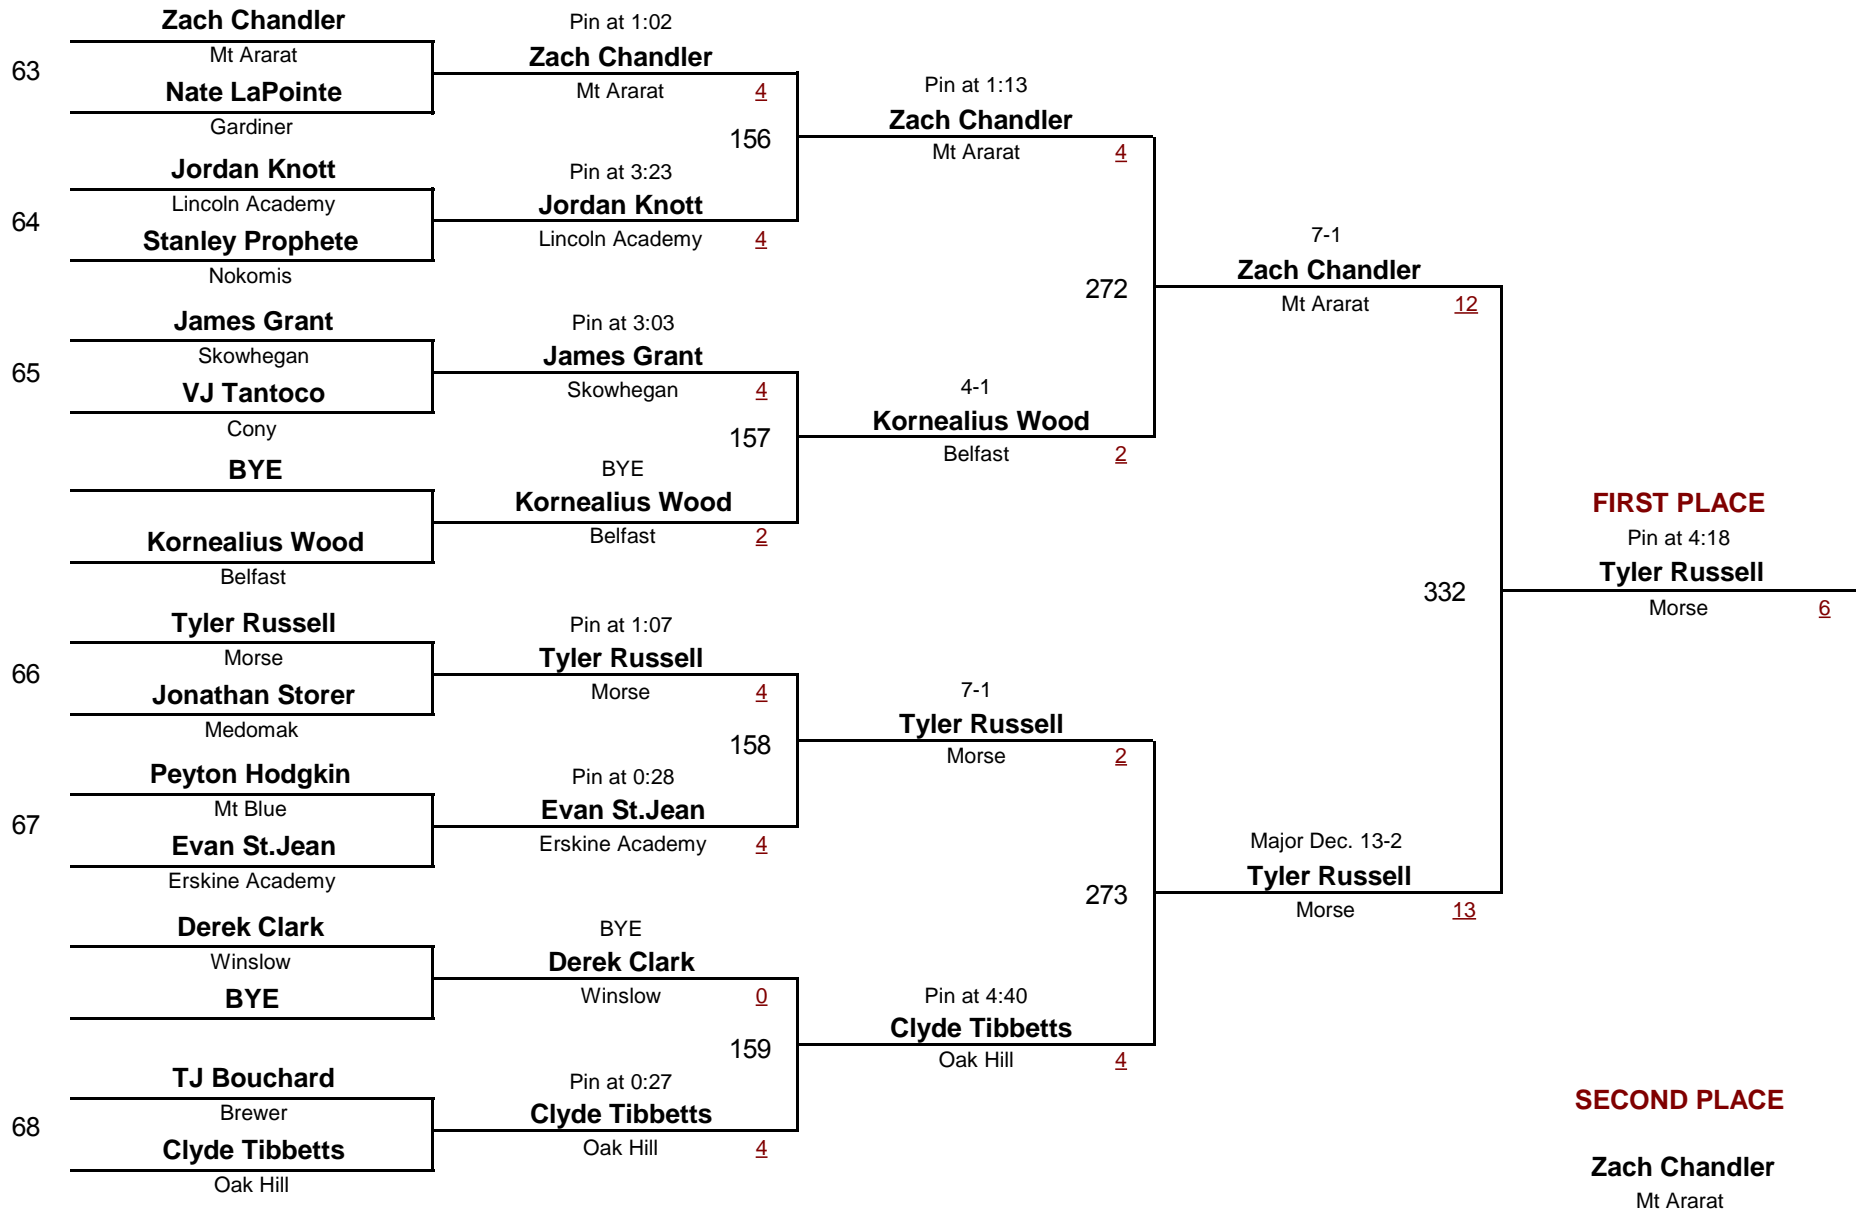 Zach Chandler
63
Mt Ararat
Nate LaPointe
Gardiner
Jordan Knott
64
Lincoln Academy
Stanley Prophete
Nokomis
James Grant
65
Skowhegan
VJ Tantoco
Cony
BYE
Kornealius Wood
Belfast
Tyler Russell
66
Morse
Jonathan Storer
Medomak
Peyton Hodgkin
67
Mt Blue
Evan St.Jean
Erskine Academy
Derek Clark
Winslow
BYE
TJ Bouchard
68
Brewer
Clyde Tibbetts
Oak Hill
Pin at 1:02
Zach Chandler
Mt Ararat 4
156
Pin at 3:23
Jordan Knott
Lincoln Academy 4
Pin at 3:03
James Grant
Skowhegan 4
157
BYE
Kornealius Wood
Belfast 2
Pin at 1:07
Tyler Russell
Morse 4
158
Pin at 0:28
Evan St.Jean
Erskine Academy 4
BYE
Derek Clark
Winslow 0
159
Pin at 0:27
Clyde Tibbetts
Oak Hill 4
Pin at 1:13
Zach Chandler
Mt Ararat 4
272
4-1
Kornealius Wood
Belfast 2
7-1
Tyler Russell
Morse 2
273
Pin at 4:40
Clyde Tibbetts
Oak Hill 4
7-1
Zach Chandler
Mt Ararat 12
332
Major Dec. 13-2
Tyler Russell
Morse 13
FIRST PLACE
Pin at 4:18
Tyler Russell
Morse 6
SECOND PLACE
Zach Chandler
Mt Ararat